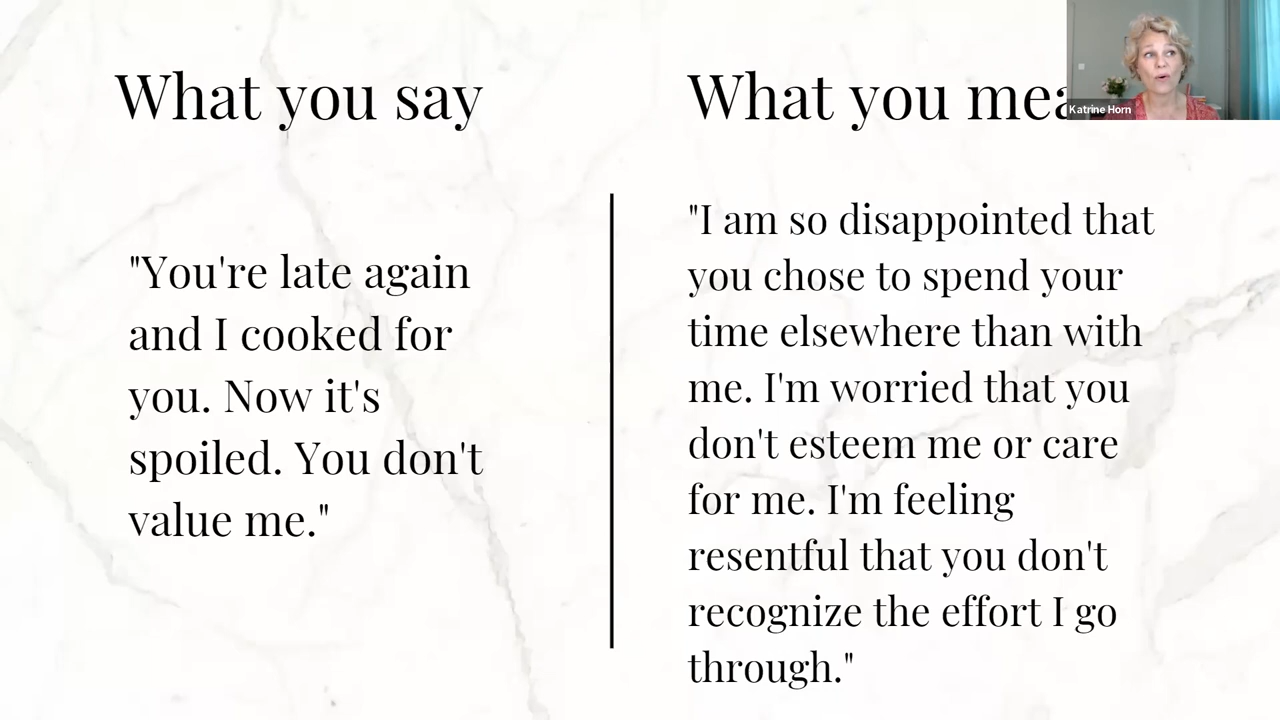 What you say
"You're late again
and I cooked for
you. Now it's
spoiled. You don't
value me."
What you mea
"I am so disappointed that
you chose to spend your
time elsewhere than with
me. I'm worried that you
don't esteem me or care
for me. I'm feeling
resentful that you don't
recognize the effort I go
through."
Katrine Horn